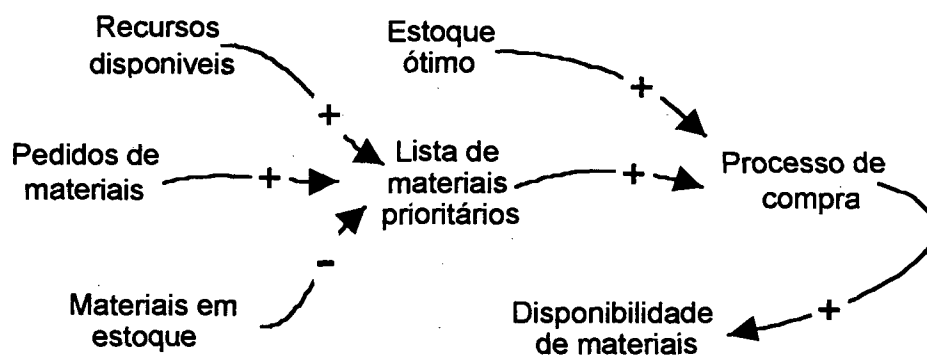 Recursos
disponiveis
+
Estoque
ótimo
+
Pedidos de
materiais
+
Lista de
materiais
prioritários
+
Processo de
compra
-
Materiais em
estoque
Disponibilidade
de materiais
+